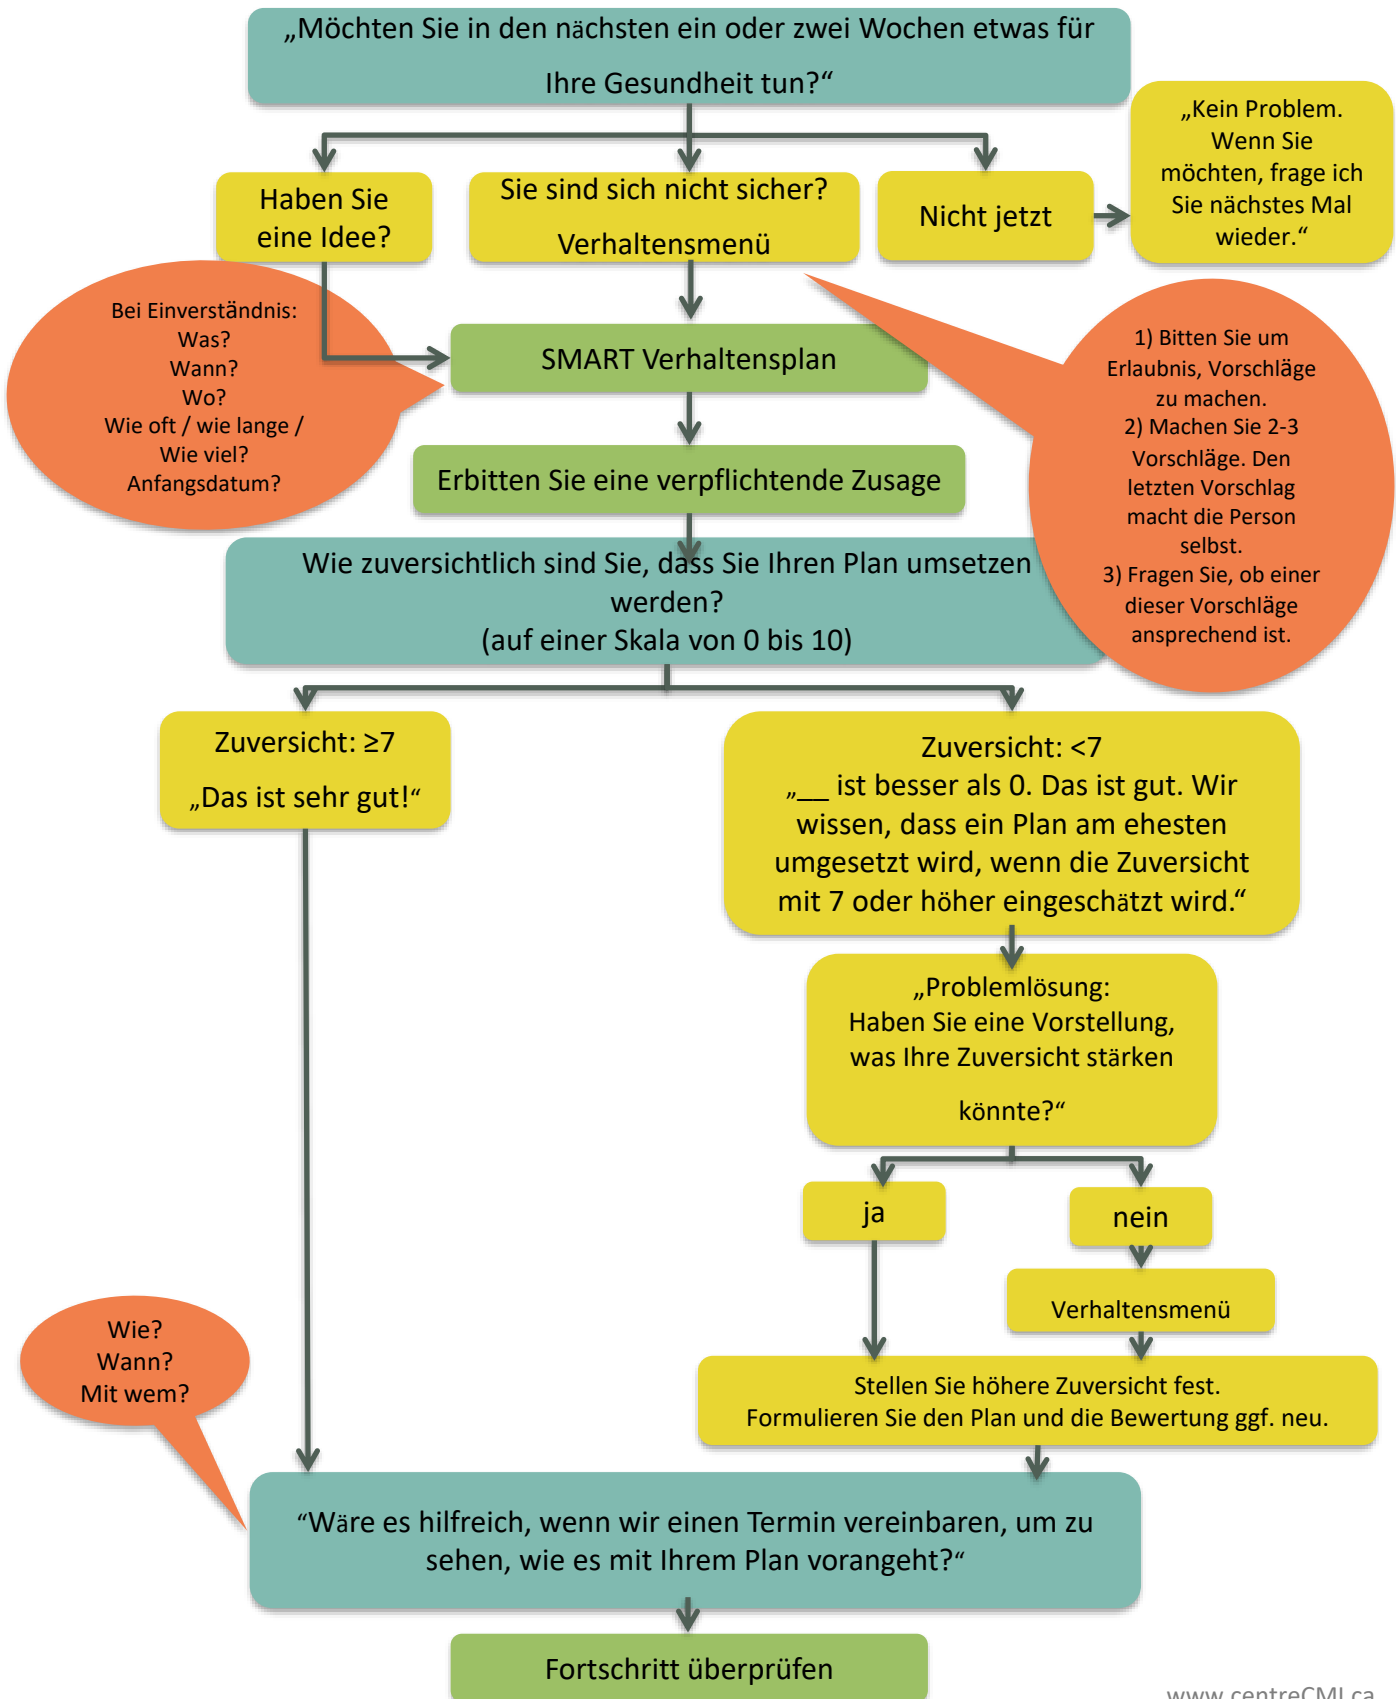 „Möchten Sie in den nächsten ein oder zwei Wochen etwas für
Ihre Gesundheit tun?“
„Kein Problem.
Wenn Sie
möchten, frage ich
Sie nächstes Mal
wieder.“
Haben Sie
eine Idee?
Sie sind sich nicht sicher?
Verhaltensmenü
Nicht jetzt
Bei Einverständnis:
Was?
Wann?
Wo?
Wie oft / wie lange /
Wie viel?
Anfangsdatum?
SMART Verhaltensplan
1) Bitten Sie um
Erlaubnis, Vorschläge
zu machen.
2) Machen Sie 2-3
Vorschläge. Den
letzten Vorschlag
macht die Person
selbst.
3) Fragen Sie, ob einer
dieser Vorschläge
ansprechend ist.
Erbitten Sie eine verpflichtende Zusage
Wie zuversichtlich sind Sie, dass Sie Ihren Plan umsetzen
werden?
(auf einer Skala von 0 bis 10)
Zuversicht: ≥7
„Das ist sehr gut!“
Zuversicht: <7
„__ ist besser als 0. Das ist gut. Wir
wissen, dass ein Plan am ehesten
umgesetzt wird, wenn die Zuversicht
mit 7 oder höher eingeschätzt wird.“
„Problemlösung:
Haben Sie eine Vorstellung,
was Ihre Zuversicht stärken
könnte?“
ja
nein
Verhaltensmenü
Wie?
Wann?
Mit wem?
Stellen Sie höhere Zuversicht fest.
Formulieren Sie den Plan und die Bewertung ggf. neu.
“Wäre es hilfreich, wenn wir einen Termin vereinbaren, um zu
sehen, wie es mit Ihrem Plan vorangeht?“
Fortschritt überprüfen
www.centreCMI.ca